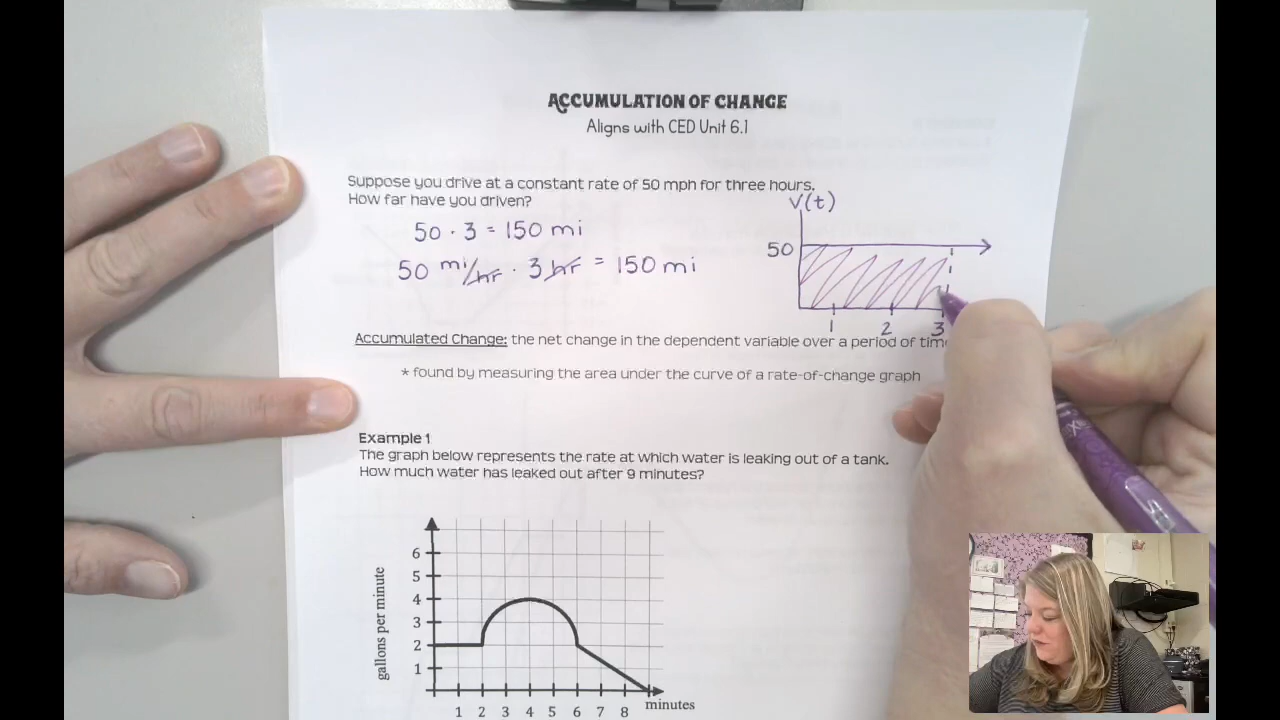 ACCUMULATION OF CHANGE
Aligns with CED Unit 6.1
Suppose you drive at a constant rate of 50 mph for three hours.
How far have you driven?
50 · 3 = 150 mi
50 mi/hr · 3 hr = 150 mi
V(t)
50
1 2 3
Accumulated Change: the net change in the dependent variable over a period of
* found by measuring the area under the curve of a rate-of-change graph
Example 1
The graph below represents the rate at which water is leaking out of a tank.
How much water has leaked out after 9 minutes?
gallons per minute
6
5
4
3
2
1
1 2 3 4 5 6 7 8
minutes